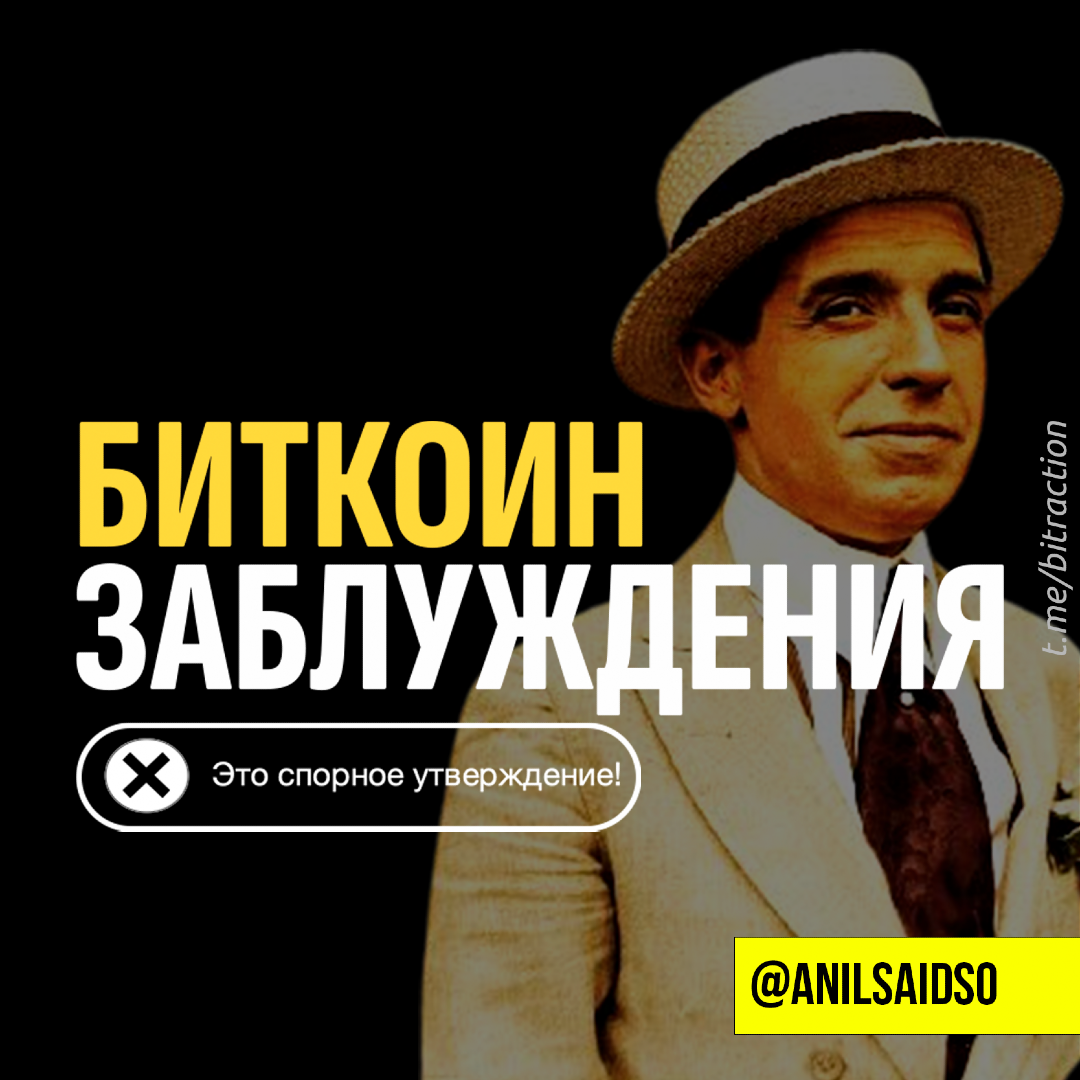 БИТКОИН
ЗАБЛУЖДЕНИЯ
Это спорное утверждение!
t.me/bitraction
@ANILSAIDSO